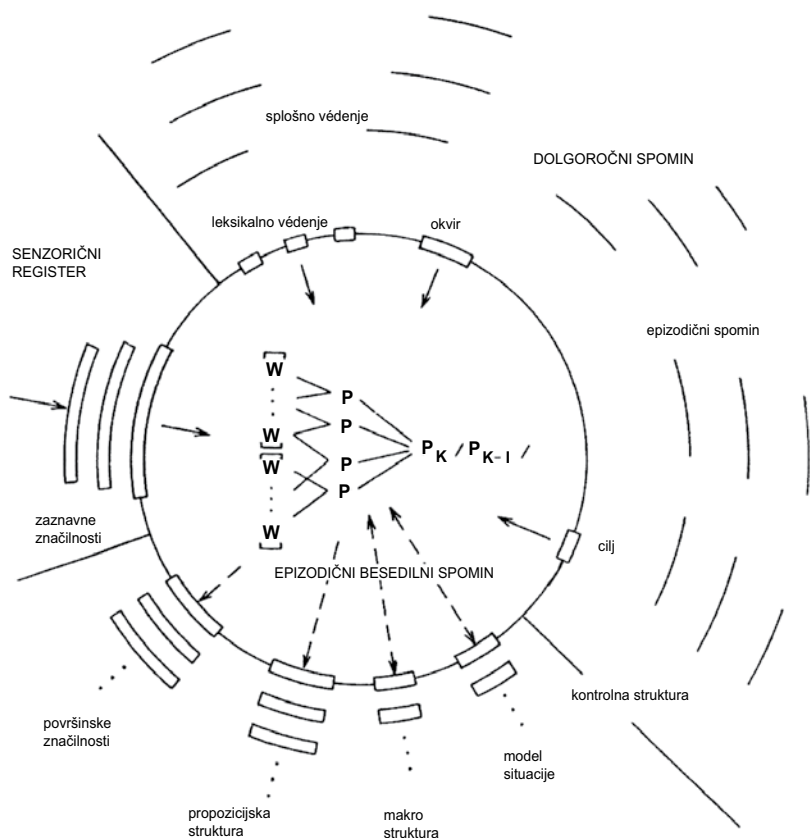 splošno védenje
DOLGOROČNI SPOMIN
leksikalno védenje
okvir
SENZORIČNI
REGISTER
epizodični spomin
W
P
P
W
P K / P K-1 /
W
P
P
W
zaznavne
značilnosti
cilj
EPIZODIČNI BESEDILNI SPOMIN
kontrolna struktura
površinske
značilnosti
model
situacije
propozicijska
struktura
makro
struktura